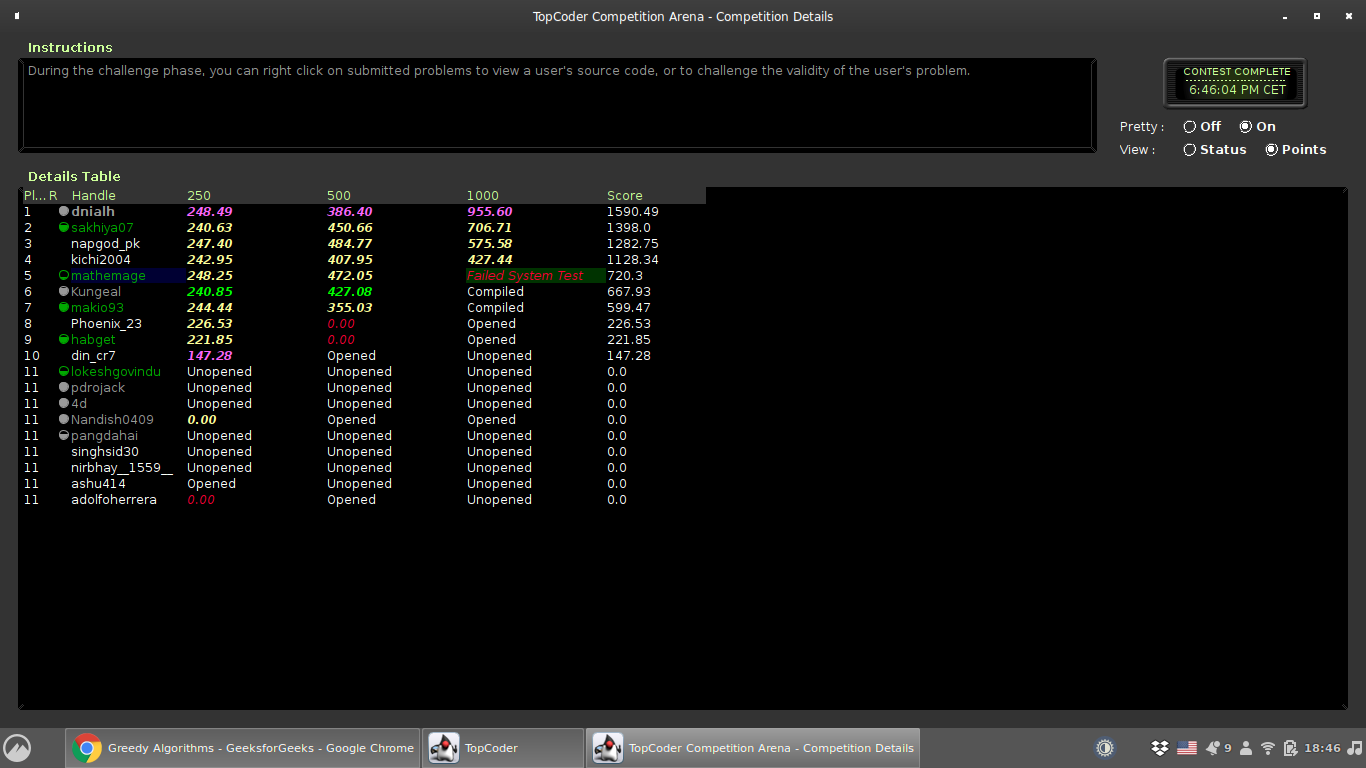 TopCoder Competition Arena - Competition Details
Instructions
During the challenge phase, you can right click on submitted problems to view a user's source code, or to challenge the validity of the user's problem.
CONTEST COMPLETE
6:46:04 PM CET
Pretty : Off On
View : Status Points
Details Table
Pl... R Handle 250 500 1000 Score
1 dnialh 248.49 386.40 955.60 1590.49
2 sakhiya07 240.63 450.66 706.71 1398.0
3 napgod_pk 247.40 484.77 575.58 1282.75
4 kichi2004 242.95 407.95 427.44 1128.34
5 mathemage 248.25 472.05 Failed System Test 720.3
6 Kungeal 240.85 427.08 Compiled 667.93
7 makio93 244.44 355.03 Compiled 599.47
8 Phoenix_23 226.53 0.00 Opened 226.53
9 habget 221.85 0.00 Opened 221.85
10 din_cr7 147.28 Opened Unopened 147.28
11 lokeshgovindu Unopened Unopened Unopened 0.0
11 pdrojack Unopened Unopened Unopened 0.0
11 4d Unopened Unopened Unopened 0.0
11 Nandish0409 0.00 Opened Opened 0.0
11 pangdahai Unopened Unopened Unopened 0.0
11 singhsid30 Unopened Unopened Unopened 0.0
11 nirbhay__1559__ Unopened Unopened Unopened 0.0
11 ashu414 Opened Unopened Unopened 0.0
11 adolfoherrera 0.00 Opened Unopened 0.0
Greedy Algorithms - GeeksforGeeks - Google Chrome TopCoder TopCoder Competition Arena - Competition Details 9 18:46